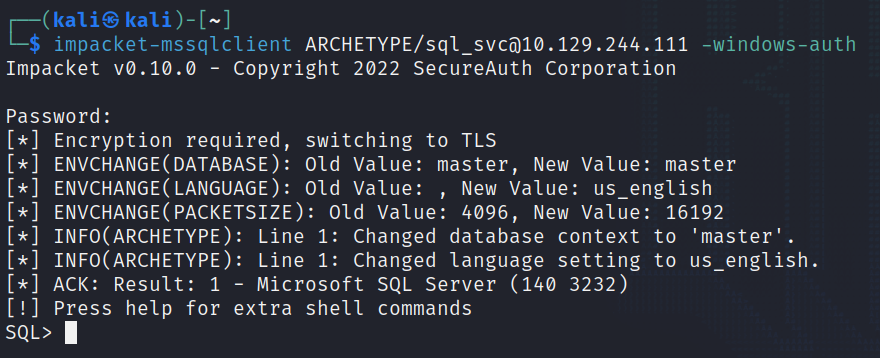 ┌──(kali㉿kali)-[~]
└─$ impacket-mssqlclient ARCHETYPE/sql_svc@10.129.244.111 -windows-auth
Impacket v0.10.0 - Copyright 2022 SecureAuth Corporation

Password:
[*] Encryption required, switching to TLS
[*] ENVCHANGE(DATABASE): Old Value: master, New Value: master
[*] ENVCHANGE(LANGUAGE): Old Value: , New Value: us_english
[*] ENVCHANGE(PACKETSIZE): Old Value: 4096, New Value: 16192
[*] INFO(ARCHETYPE): Line 1: Changed database context to 'master'.
[*] INFO(ARCHETYPE): Line 1: Changed language setting to us_english.
[*] ACK: Result: 1 - Microsoft SQL Server (140 3232)
[!] Press help for extra shell commands
SQL>